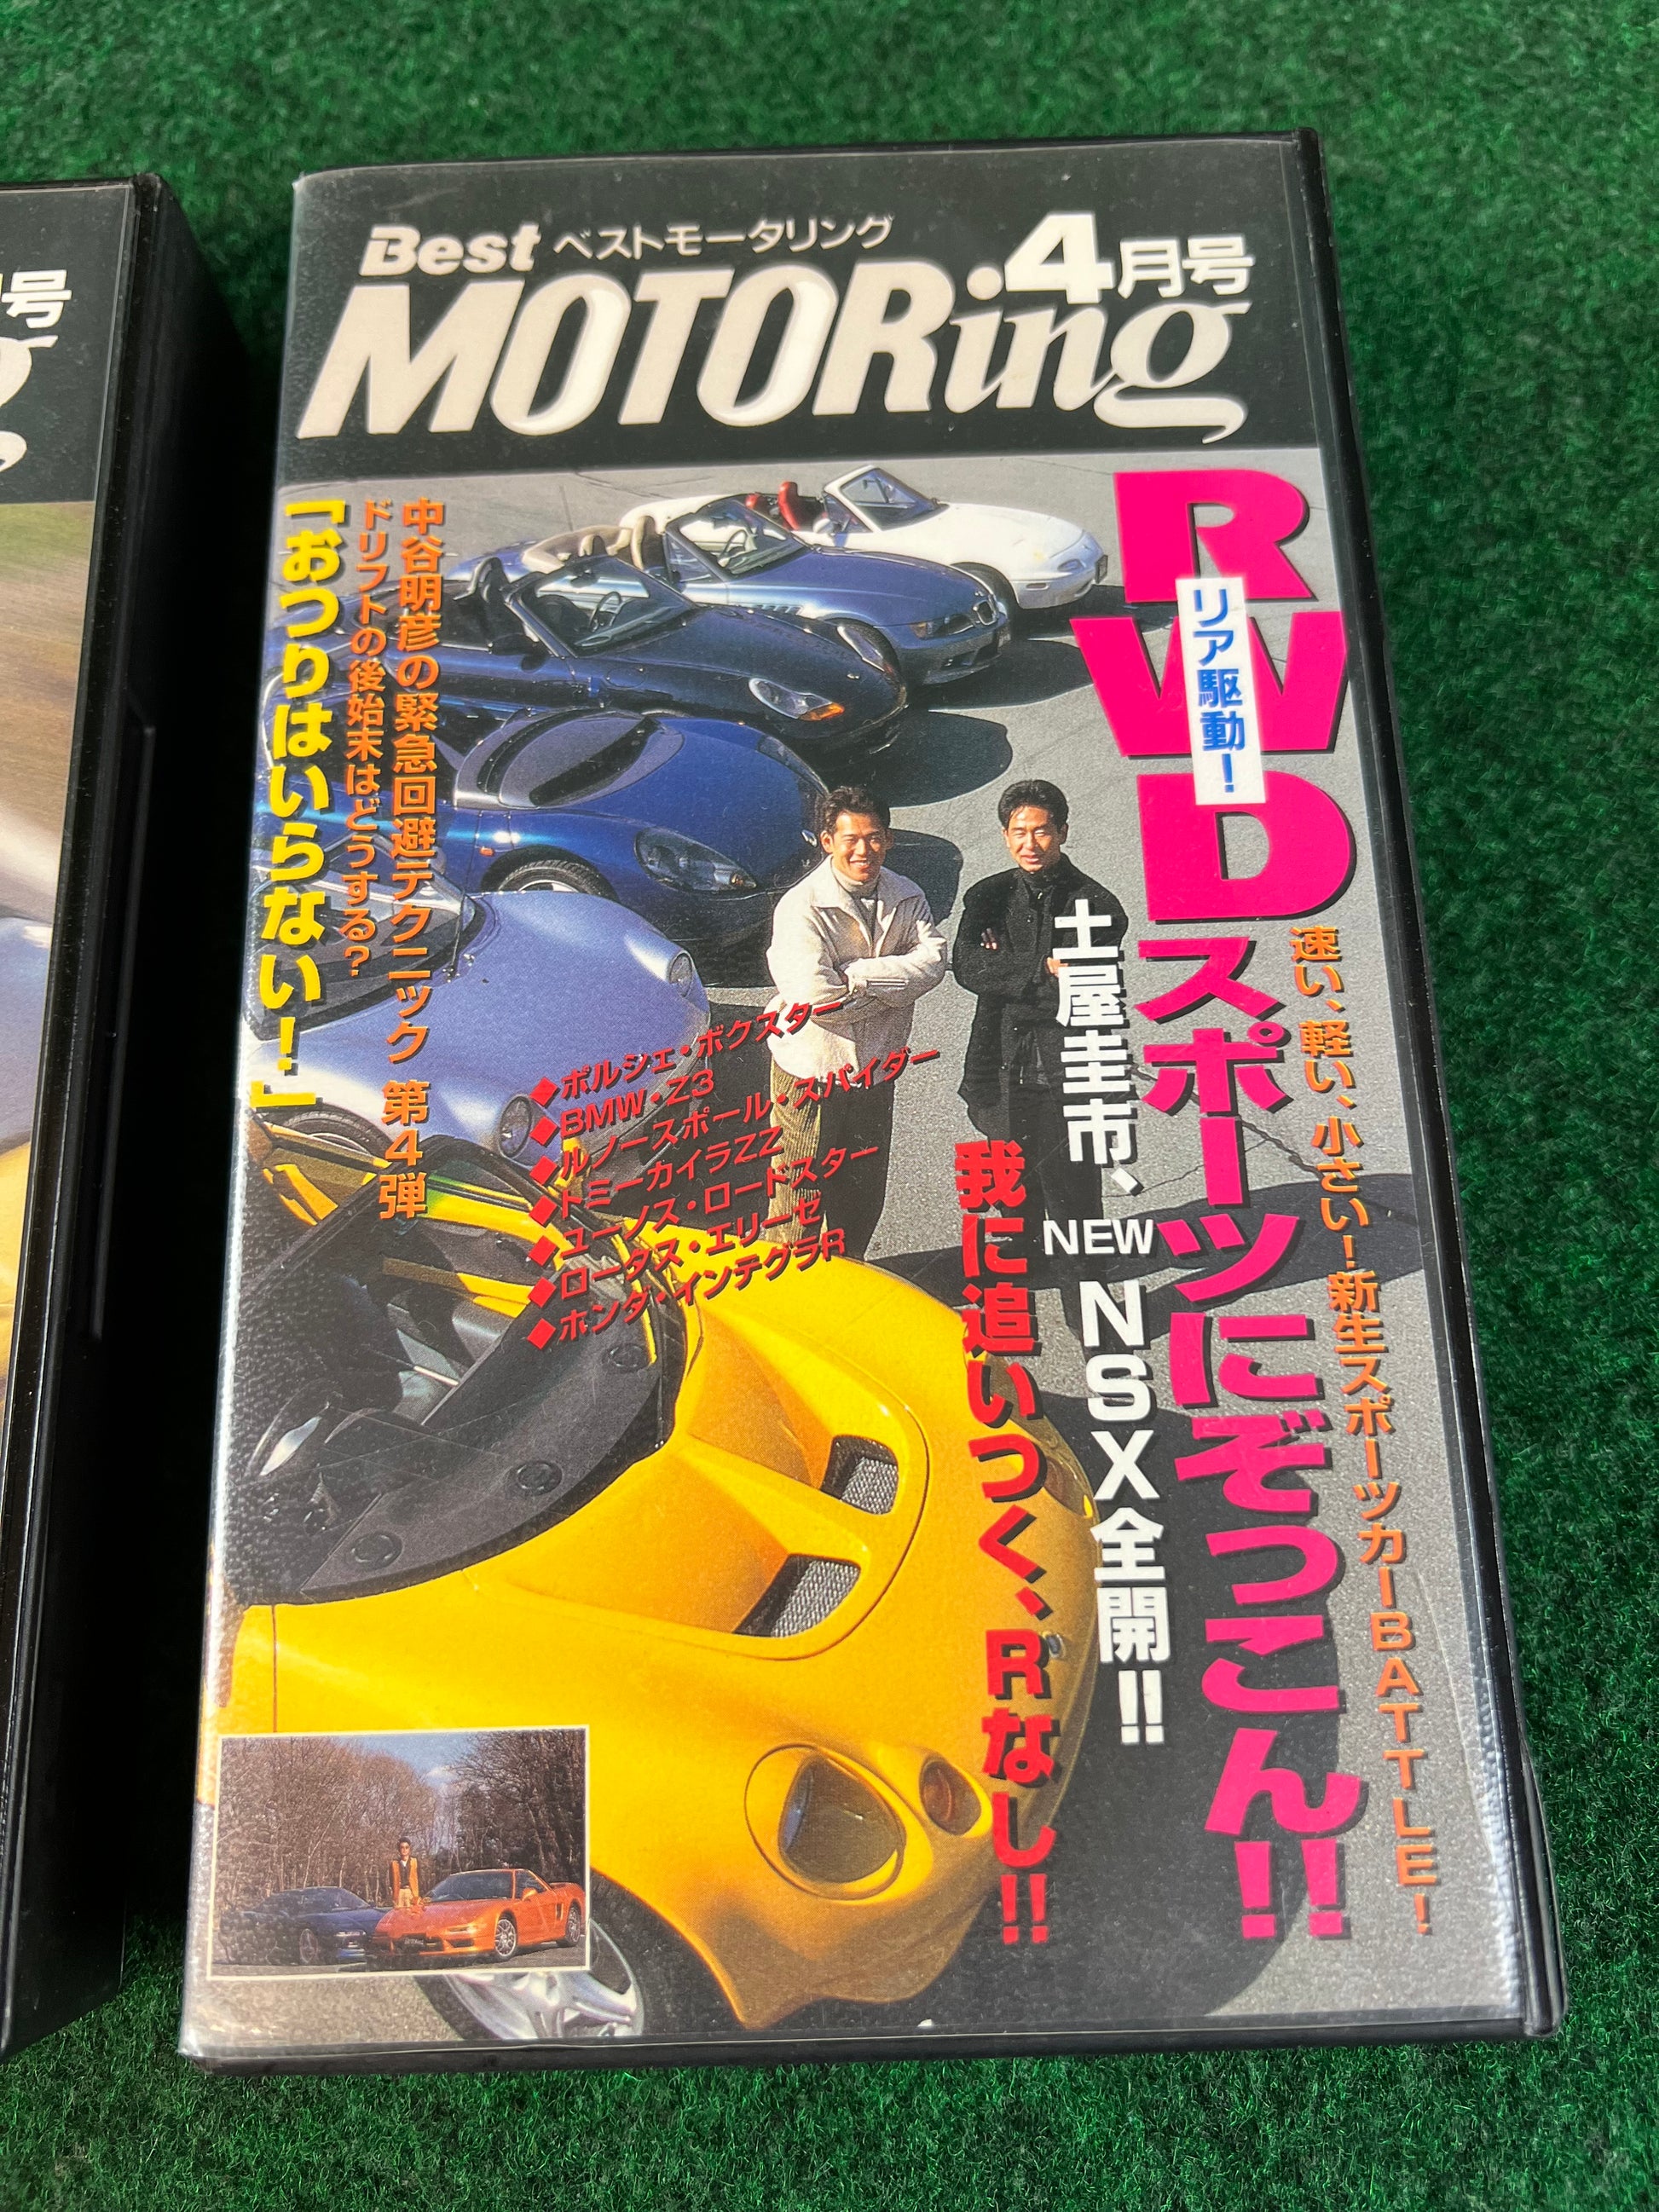 Best ベストモータリング 4月号
MOTORing
RWDスポーツにぞっこん!!
リア駆動！
速い、軽い、小さい！新生スポーツカーBATTLE！
土屋圭市、NEW NSX全開!!
我に追いつく、Rなし!!
中谷明彦の緊急回避テクニック 第4弾
ドリフトの後始末はどうする？
「おつりはいらない！」
◆ポルシェ・ボクスター
◆BMW・Z3
◆ルノースポール・スパイダー
◆トミーカイラZZ
◆ユーノス・ロードスター
◆ロータス・エリーゼ
◆ホンダ・インテグラR
号
g